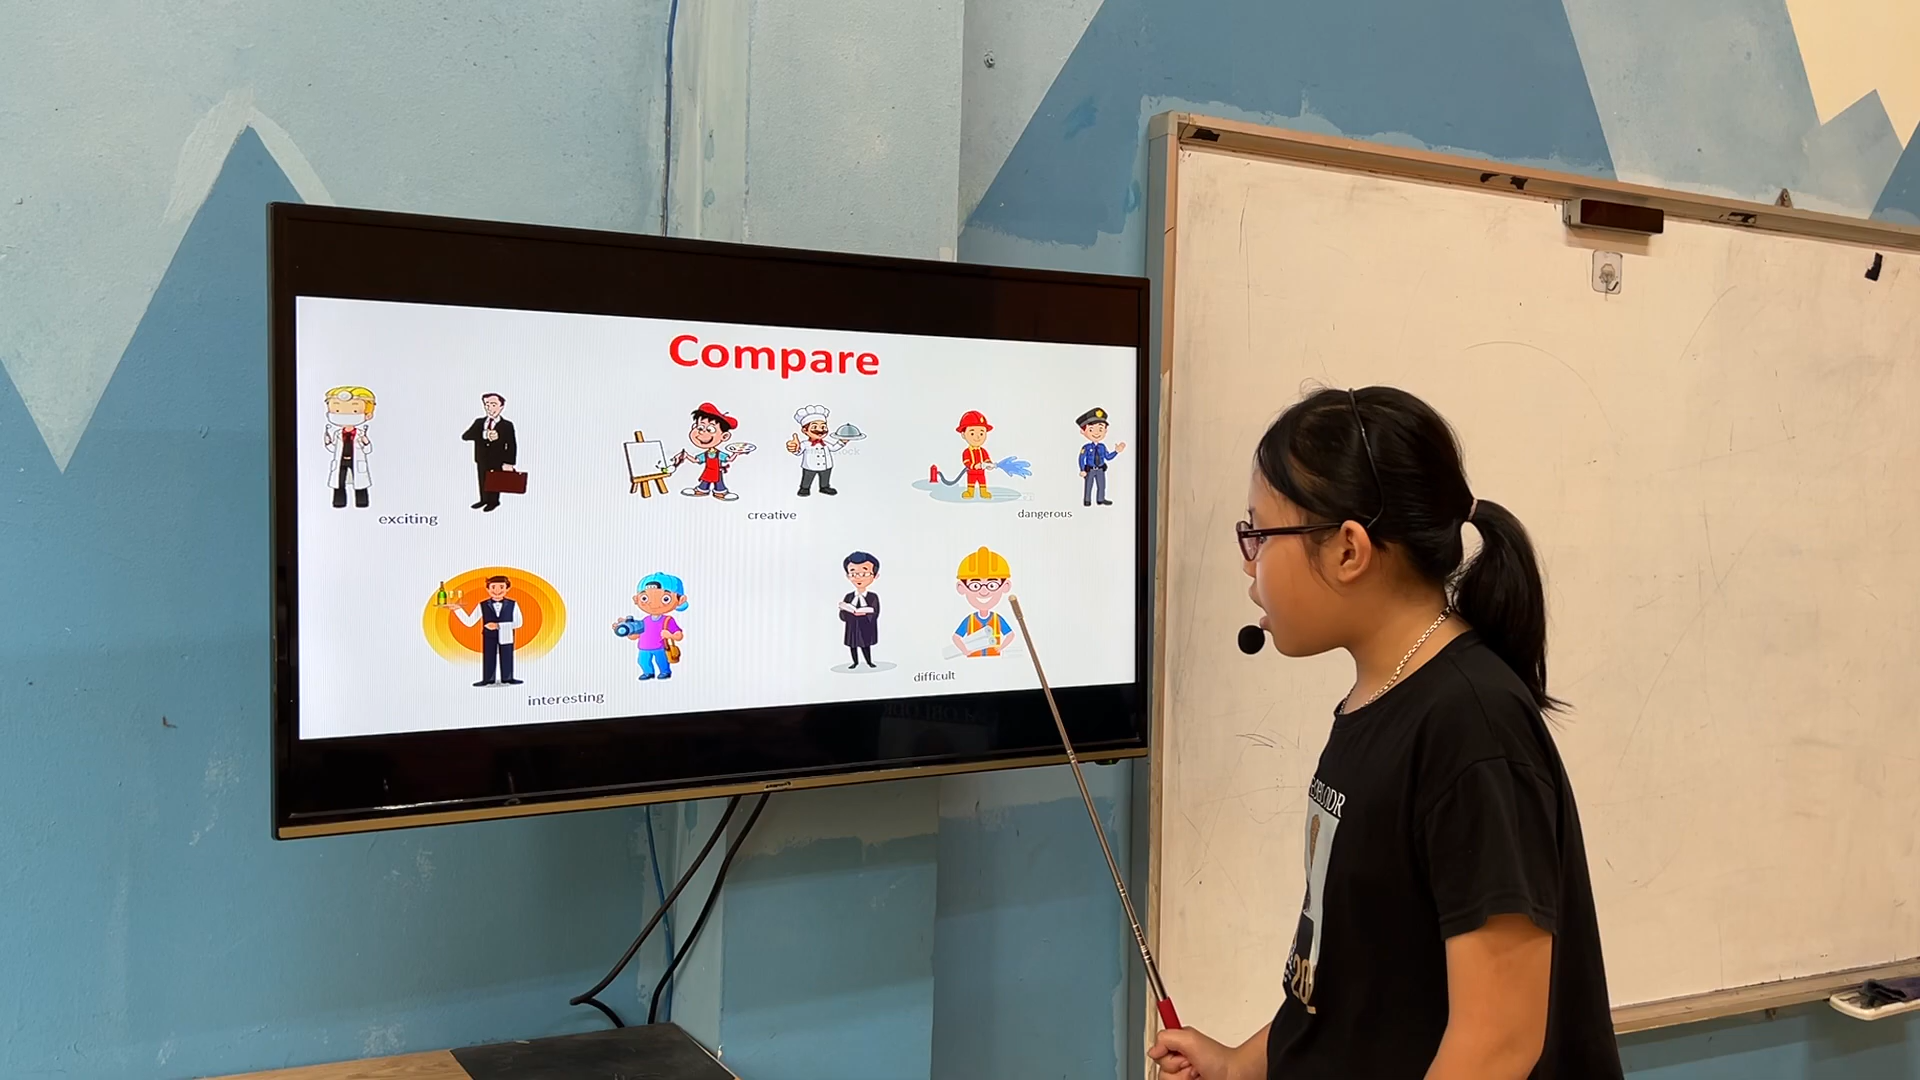 Compare
exciting
creative
dangerous
interesting
difficult